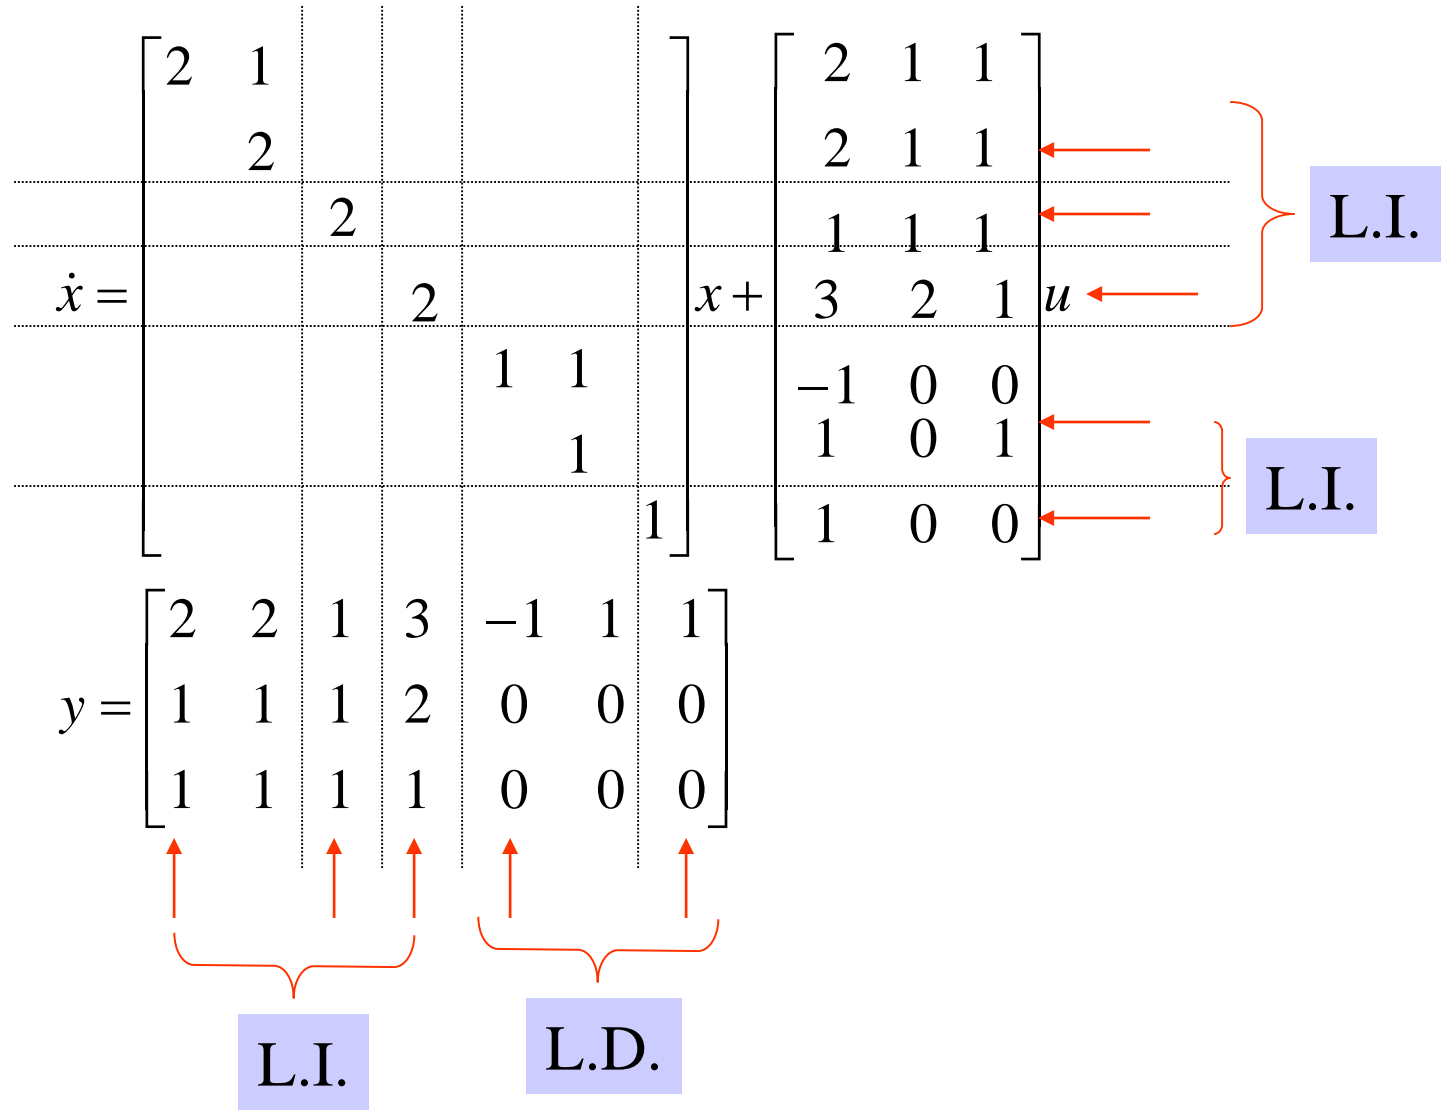 2 1 2 1 1
2 2 1 1
2 1 1 1 L.I.
ẋ = 2 x + 3 2 1 u
1 1 −1 0 0
1 1 0 1 L.I.
1 1 0 0
2 2 1 3 −1 1 1
y = 1 1 1 2 0 0 0
1 1 1 1 0 0 0
L.I. L.D.